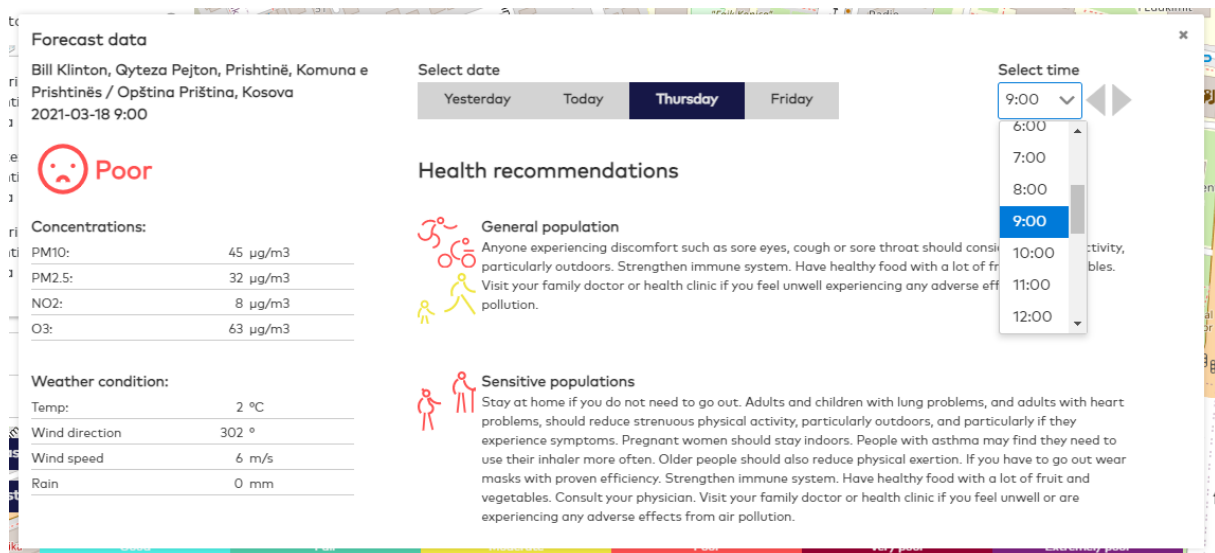 Forecast data
Bill Klinton, Qyteza Pejton, Prishtinë, Komuna e
Prishtinës / Opština Priština, Kosova
2021-03-18 9:00
Poor
Concentrations:
PM10: 45 µg/m3
PM2.5: 32 µg/m3
NO2: 8 µg/m3
O3: 63 µg/m3
Weather condition:
Temp: 2 ºC
Wind direction 302 º
Wind speed 6 m/s
Rain 0 mm
Select date
Yesterday Today Thursday Friday
Select time
9:00
6:00
7:00
8:00
9:00
10:00
11:00
12:00
Health recommendations
General population
Anyone experiencing discomfort such as sore eyes, cough or sore throat should
particularly outdoors. Strengthen immune system. Have healthy food with a lot of
Visit your family doctor or health clinic if you feel unwell experiencing any adverse
pollution.
Sensitive populations
Stay at home if you do not need to go out. Adults and children with lung problems, and adults with heart
problems, should reduce strenuous physical activity, particularly outdoors, and particularly if they
experience symptoms. Pregnant women should stay indoors. People with asthma may find they need to
use their inhaler more often. Older people should also reduce physical exertion. If you have to go out wear
masks with proven efficiency. Strengthen immune system. Have healthy food with a lot of fruit and
vegetables. Consult your physician. Visit your family doctor or health clinic if you feel unwell or are
experiencing any adverse effects from air pollution.